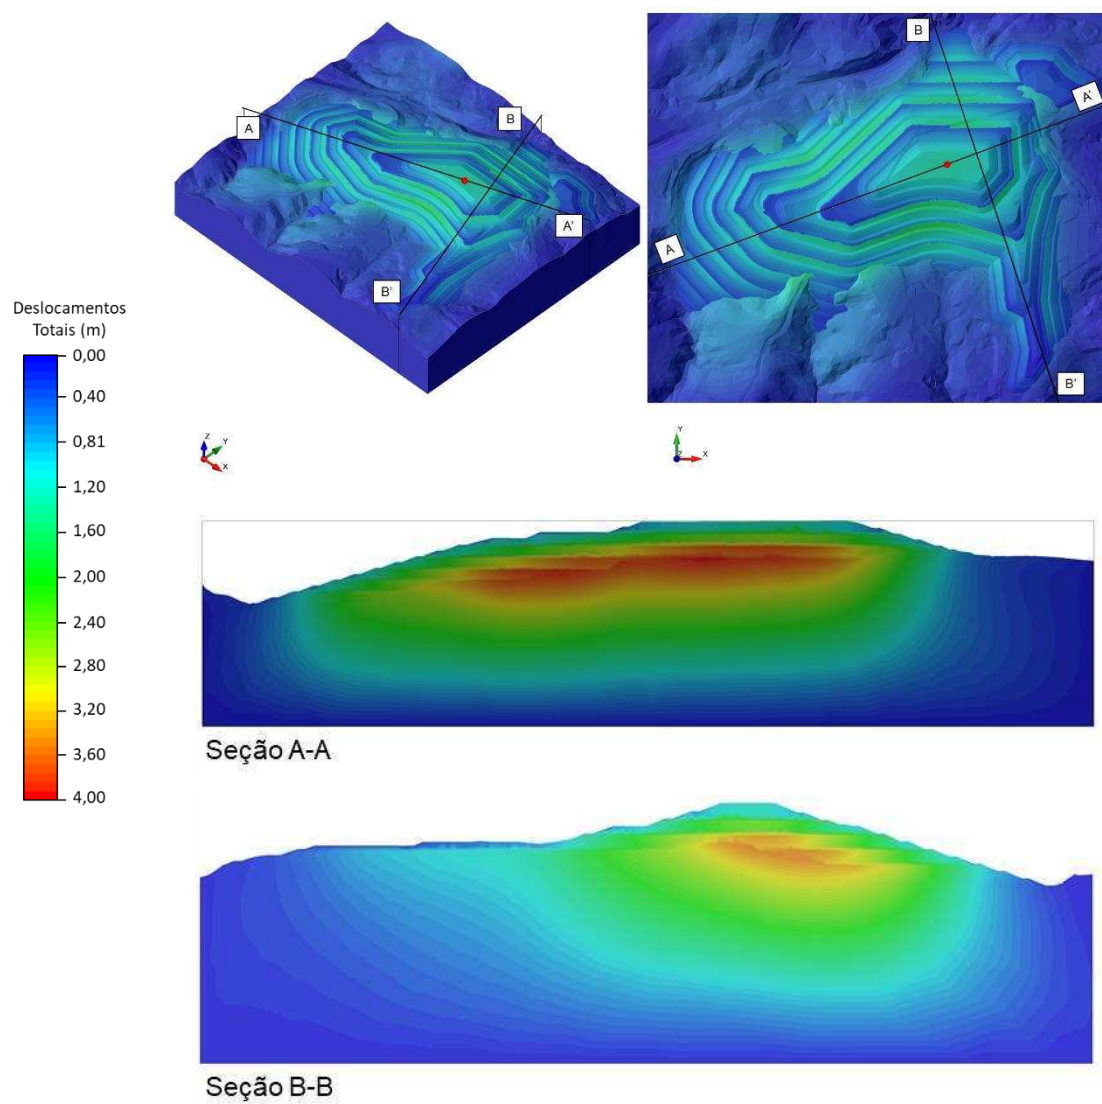 A
B
A'
B'
B
A'
A
B'
Deslocamentos
Totais (m)
0,00
0,40
0,81
1,20
1,60
2,00
2,40
2,80
3,20
3,60
4,00
Z
Y
X
Y
Z
X
Seção A-A
Seção B-B